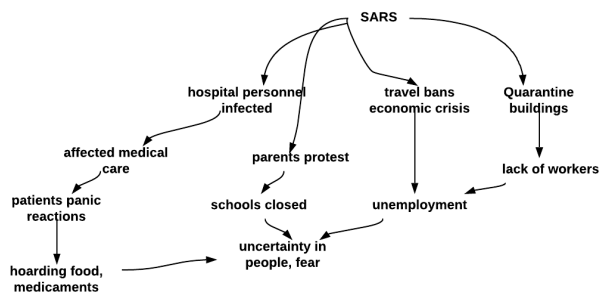 SARS
hospital personnel
infected
travel bans
economic crisis
Quarantine
buildings
affected medical
care
parents protest
lack of workers
patients panic
reactions
schools closed
unemployment
uncertainty in
people, fear
hoarding food,
medicaments